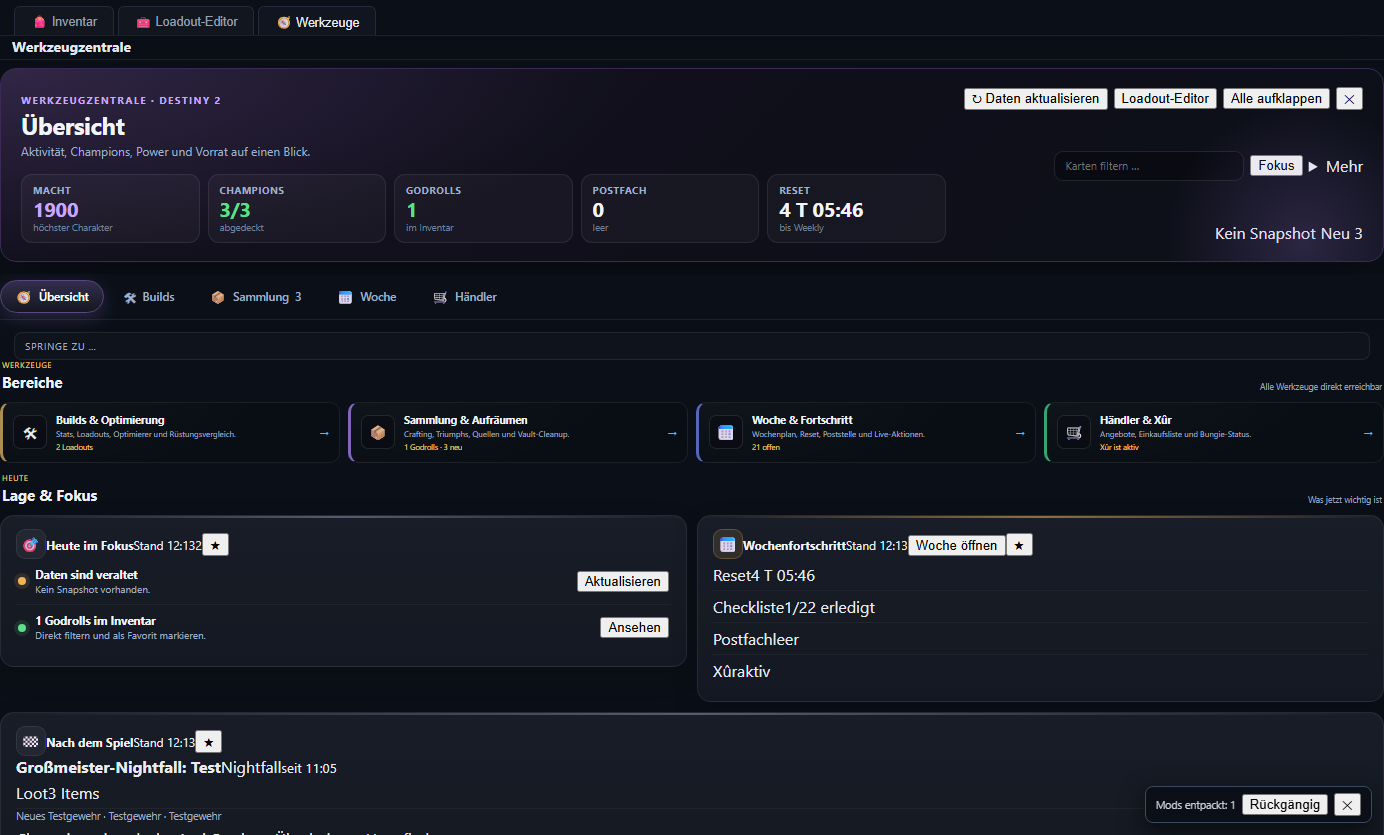 Inventar Loadout-Editor Werkzeuge
Werkzeugzentrale
WERKZEUGZENTRALE · DESTINY 2
Übersicht
Aktivität, Champions, Power und Vorrat auf einen Blick.
↻ Daten aktualisieren Loadout-Editor Alle aufklappen ✕
Karten filtern ... Fokus ▶ Mehr
MACHT
1900
höchster Charakter
CHAMPIONS
3/3
abgedeckt
GODROLLS
1
im Inventar
POSTFACH
0
leer
RESET
4 T 05:46
bis Weekly
Kein Snapshot Neu 3
Übersicht Builds Sammlung 3 Woche Händler
SPRINGE ZU ...
WERKZEUGE
Bereiche
Alle Werkzeuge direkt erreichbar
Builds & Optimierung
Stats, Loadouts, Optimierer und Rüstungsvergleich.
2 Loadouts
→
Sammlung & Aufräumen
Crafting, Triumphs, Quellen und Vault-Cleanup.
1 Godrolls · 3 neu
→
Woche & Fortschritt
Wochenplan, Reset, Poststelle und Live-Aktionen.
21 offen
→
Händler & Xûr
Angebote, Einkaufsliste und Bungie-Status.
Xûr ist aktiv
→
HEUTE
Lage & Fokus
Was jetzt wichtig ist
Heute im FokusStand 12:132 ★
Daten sind veraltet
Kein Snapshot vorhanden.
Aktualisieren
1 Godrolls im Inventar
Direkt filtern und als Favorit markieren.
Ansehen
WochenfortschrittStand 12:13 Woche öffnen ★
Reset4 T 05:46
Checkliste1/22 erledigt
Postfachleer
Xûraktiv
Nach dem SpielStand 12:13 ★
Großmeister-Nightfall: TestNightfallseit 11:05
Loot3 Items
Neues Testgewehr · Testgewehr · Testgewehr
Mods entpackt: 1 Rückgängig ✕